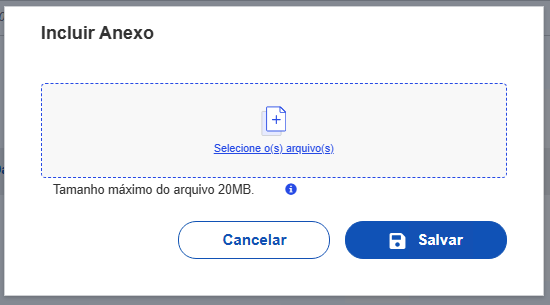 Incluir Anexo
Selecione o(s) arquivo(s)
Tamanho máximo do arquivo 20MB.
Cancelar
Salvar